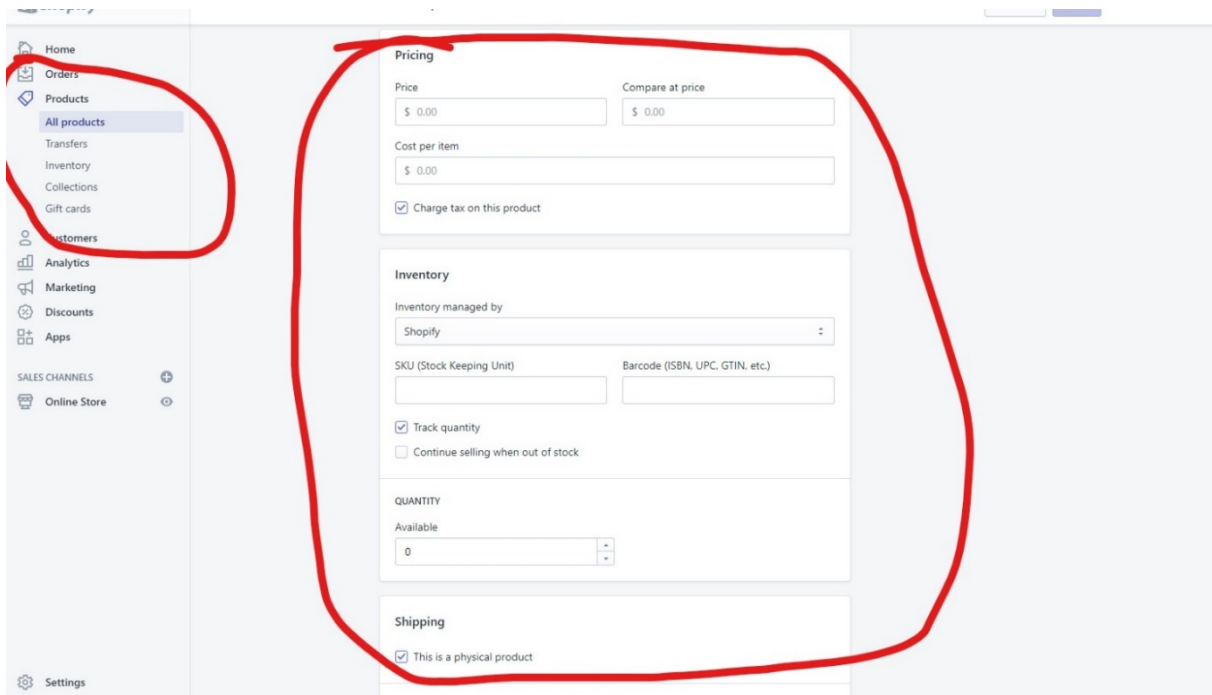 Home
Orders
Products
All products
Transfers
Inventory
Collections
Gift cards
Customers
Analytics
Marketing
Discounts
Apps
SALES CHANNELS
Online Store
Settings
Pricing
Price Compare at price
$ 0.00 $ 0.00
Cost per item
$ 0.00
Charge tax on this product
Inventory
Inventory managed by
Shopify
SKU (Stock Keeping Unit) Barcode (ISBN, UPC, GTIN, etc.)
Track quantity
Continue selling when out of stock
QUANTITY
Available
0
Shipping
This is a physical product